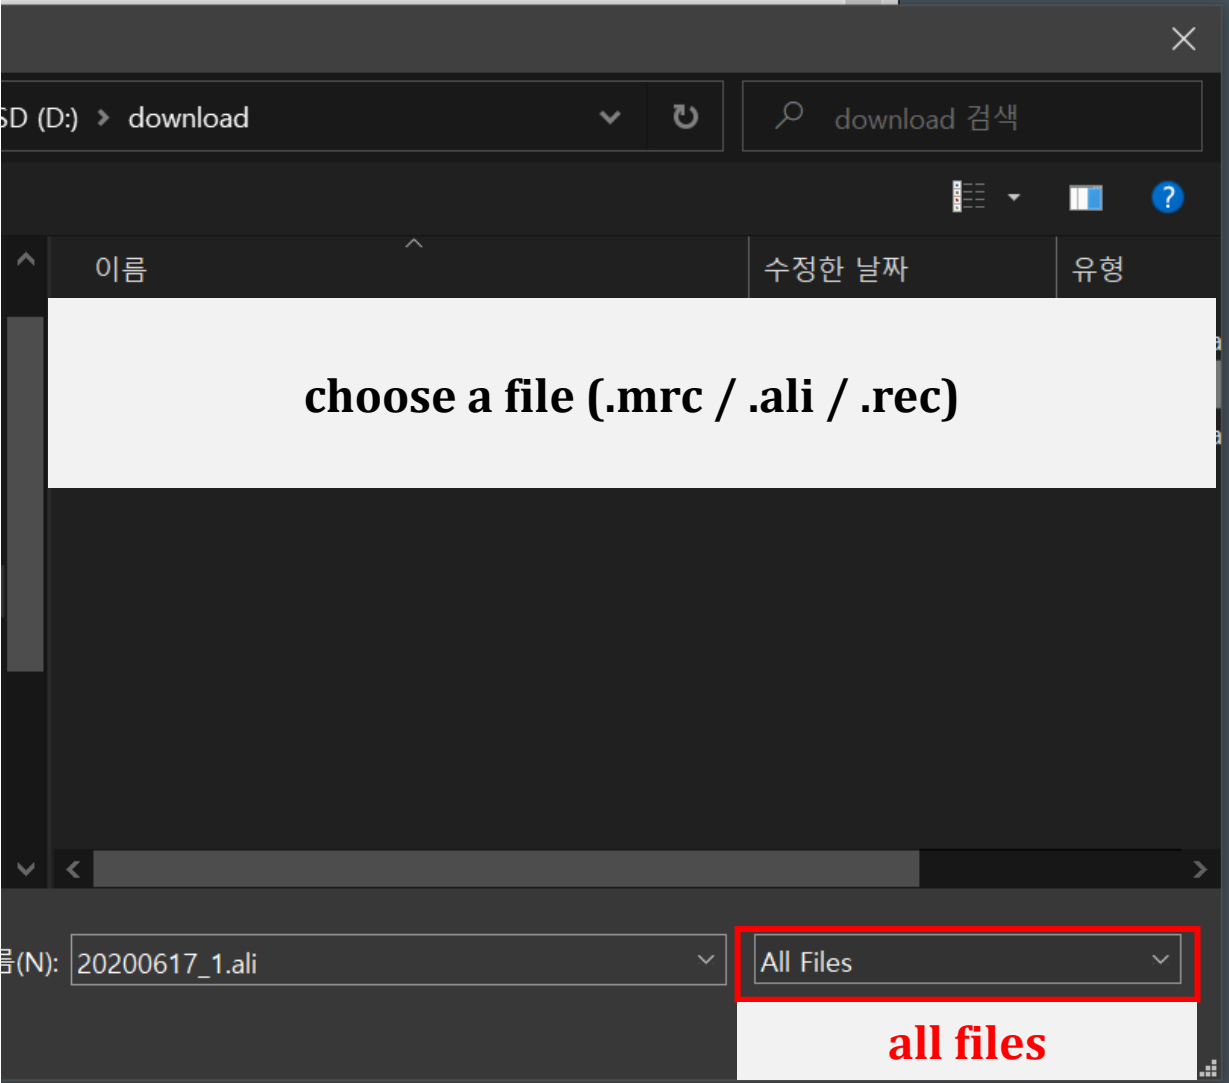 SD (D:) > download
download 검색
이름
수정한 날짜
유형
choose a file (.mrc / .ali / .rec)
름(N): 20200617_1.ali
All Files
all files